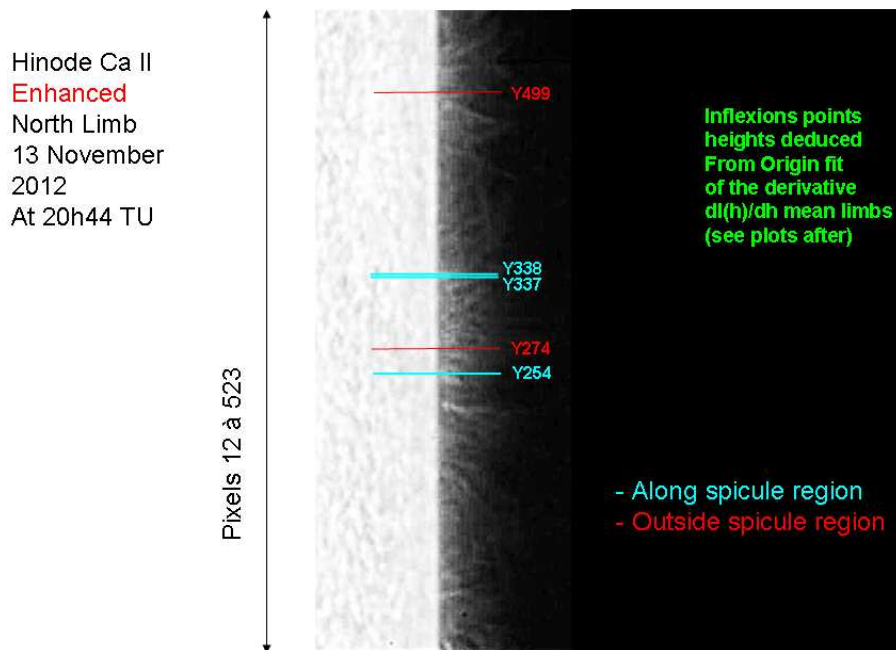 Hinode Ca II
Enhanced
North Limb
13 November
2012
At 20h44 TU
Pixels 12 à 523
Y499
Y338
Y337
Y274
Y254
Inflexions points
heights deduced
From Origin fit
of the derivative
dI(h)/dh mean limbs
(see plots after)
- Along spicule region
- Outside spicule region